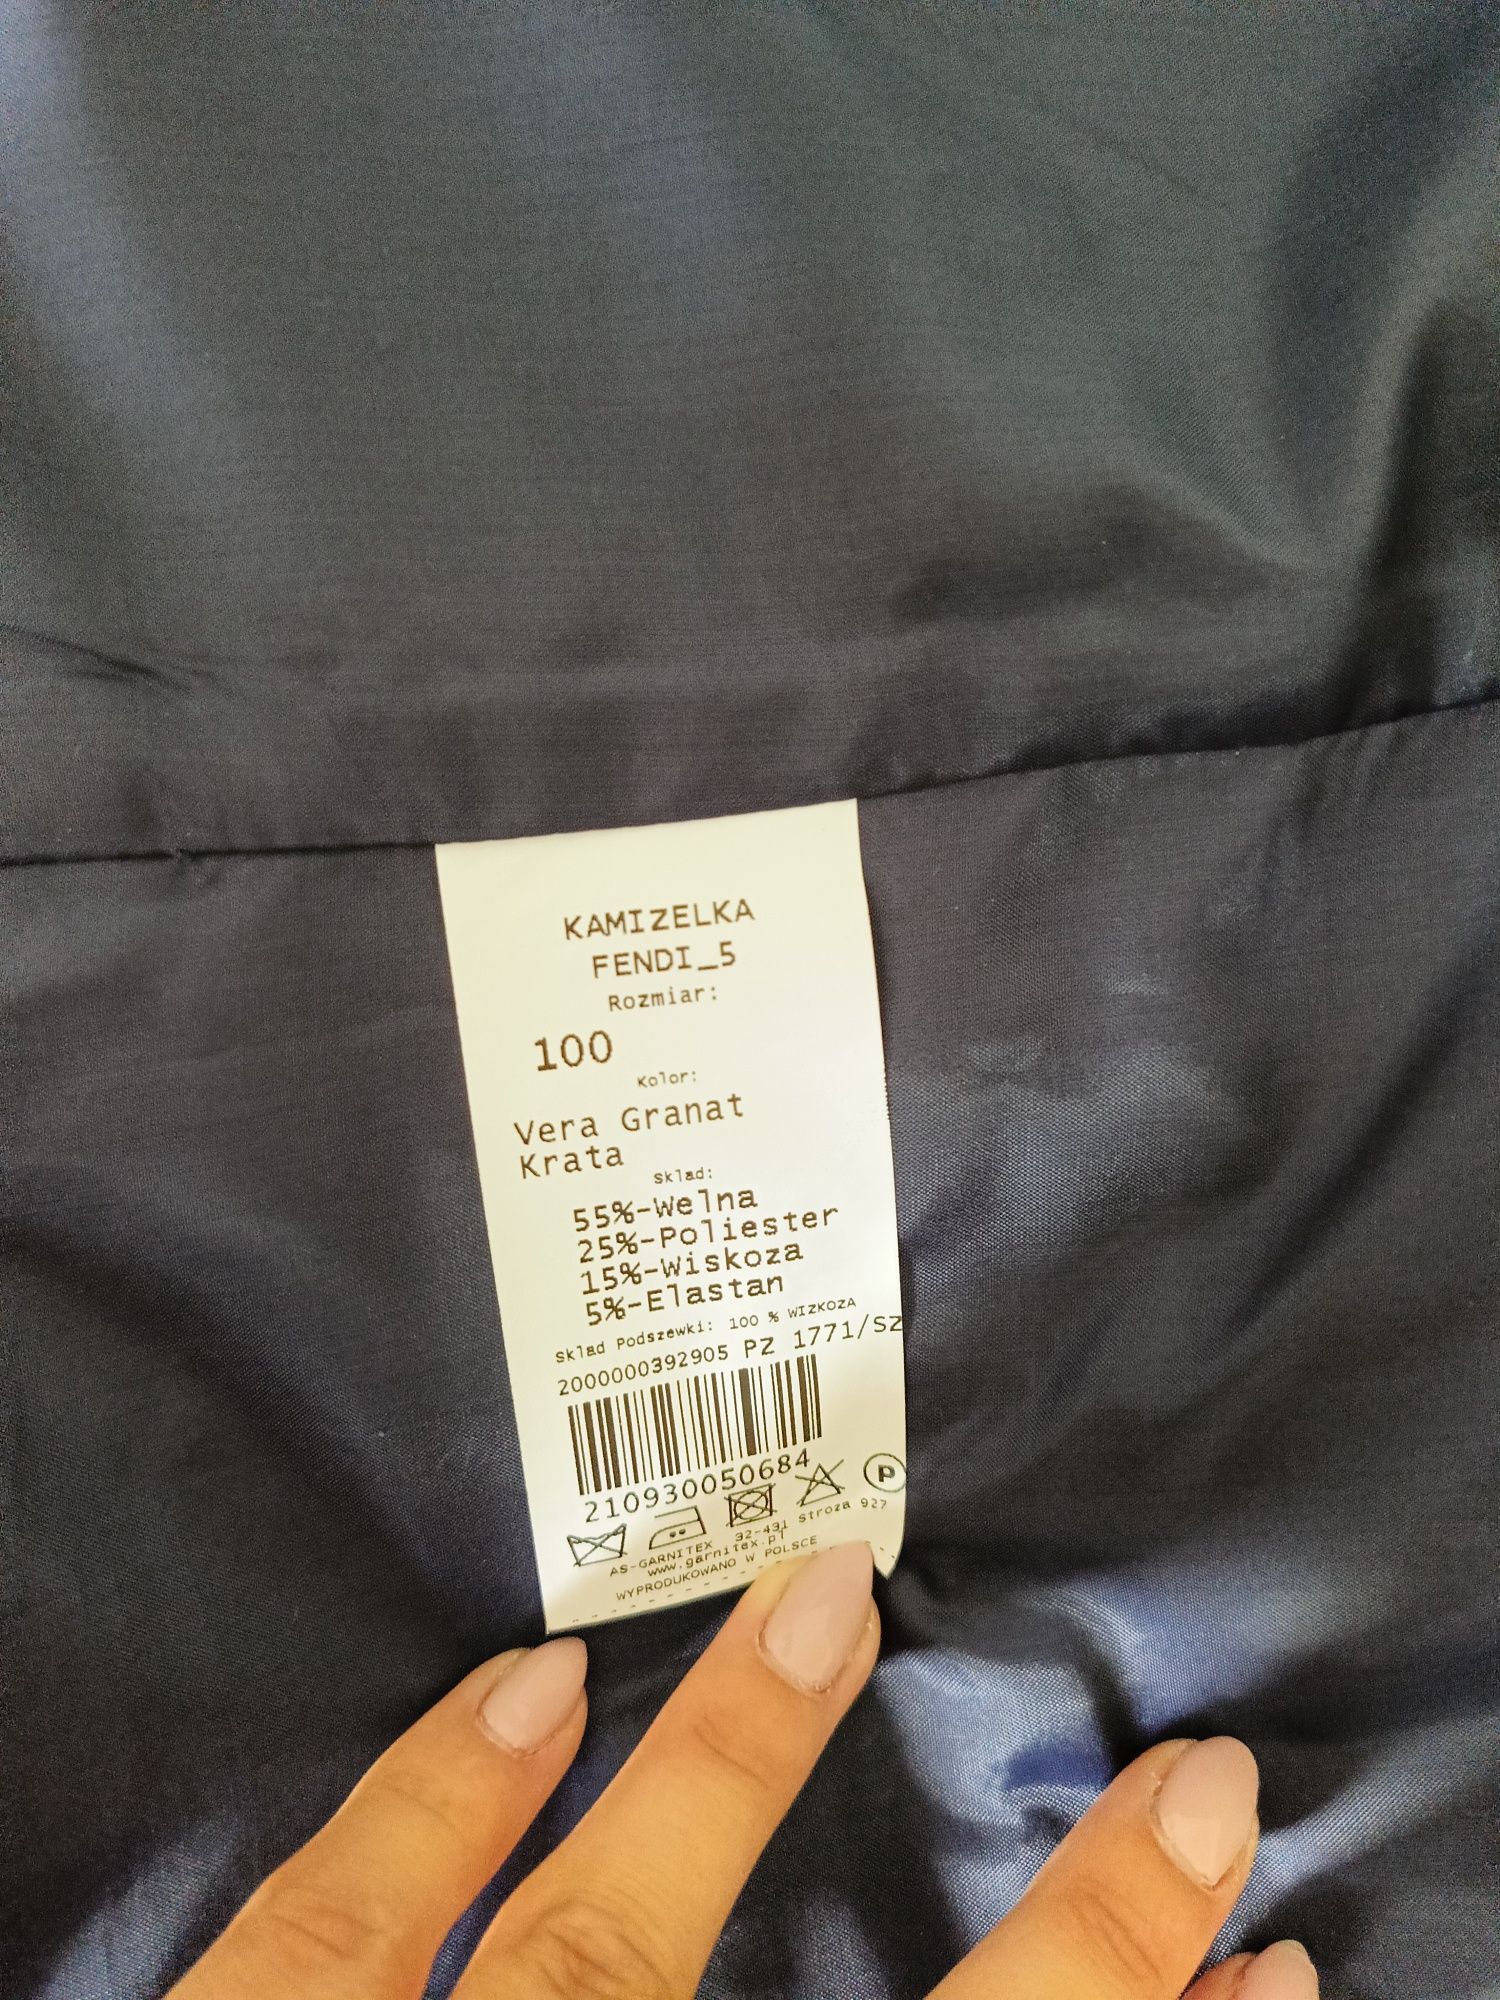 KAMIZELKA
FENDI_5
Rozmiar:
100
Kolor:
Vera Granat
Krata
Skład:
55%-Wełna
25%-Poliester
15%-Wiskoza
5%-Elastan
Skład Podszewki: 100 % WIZKOZA
2000000392905 PZ 1771/SZ
210930050684
P
AS-GARNITEX 32-431 Stroza 927
www.garnitex.pl
WYPRODUKOWANO W POLSCE